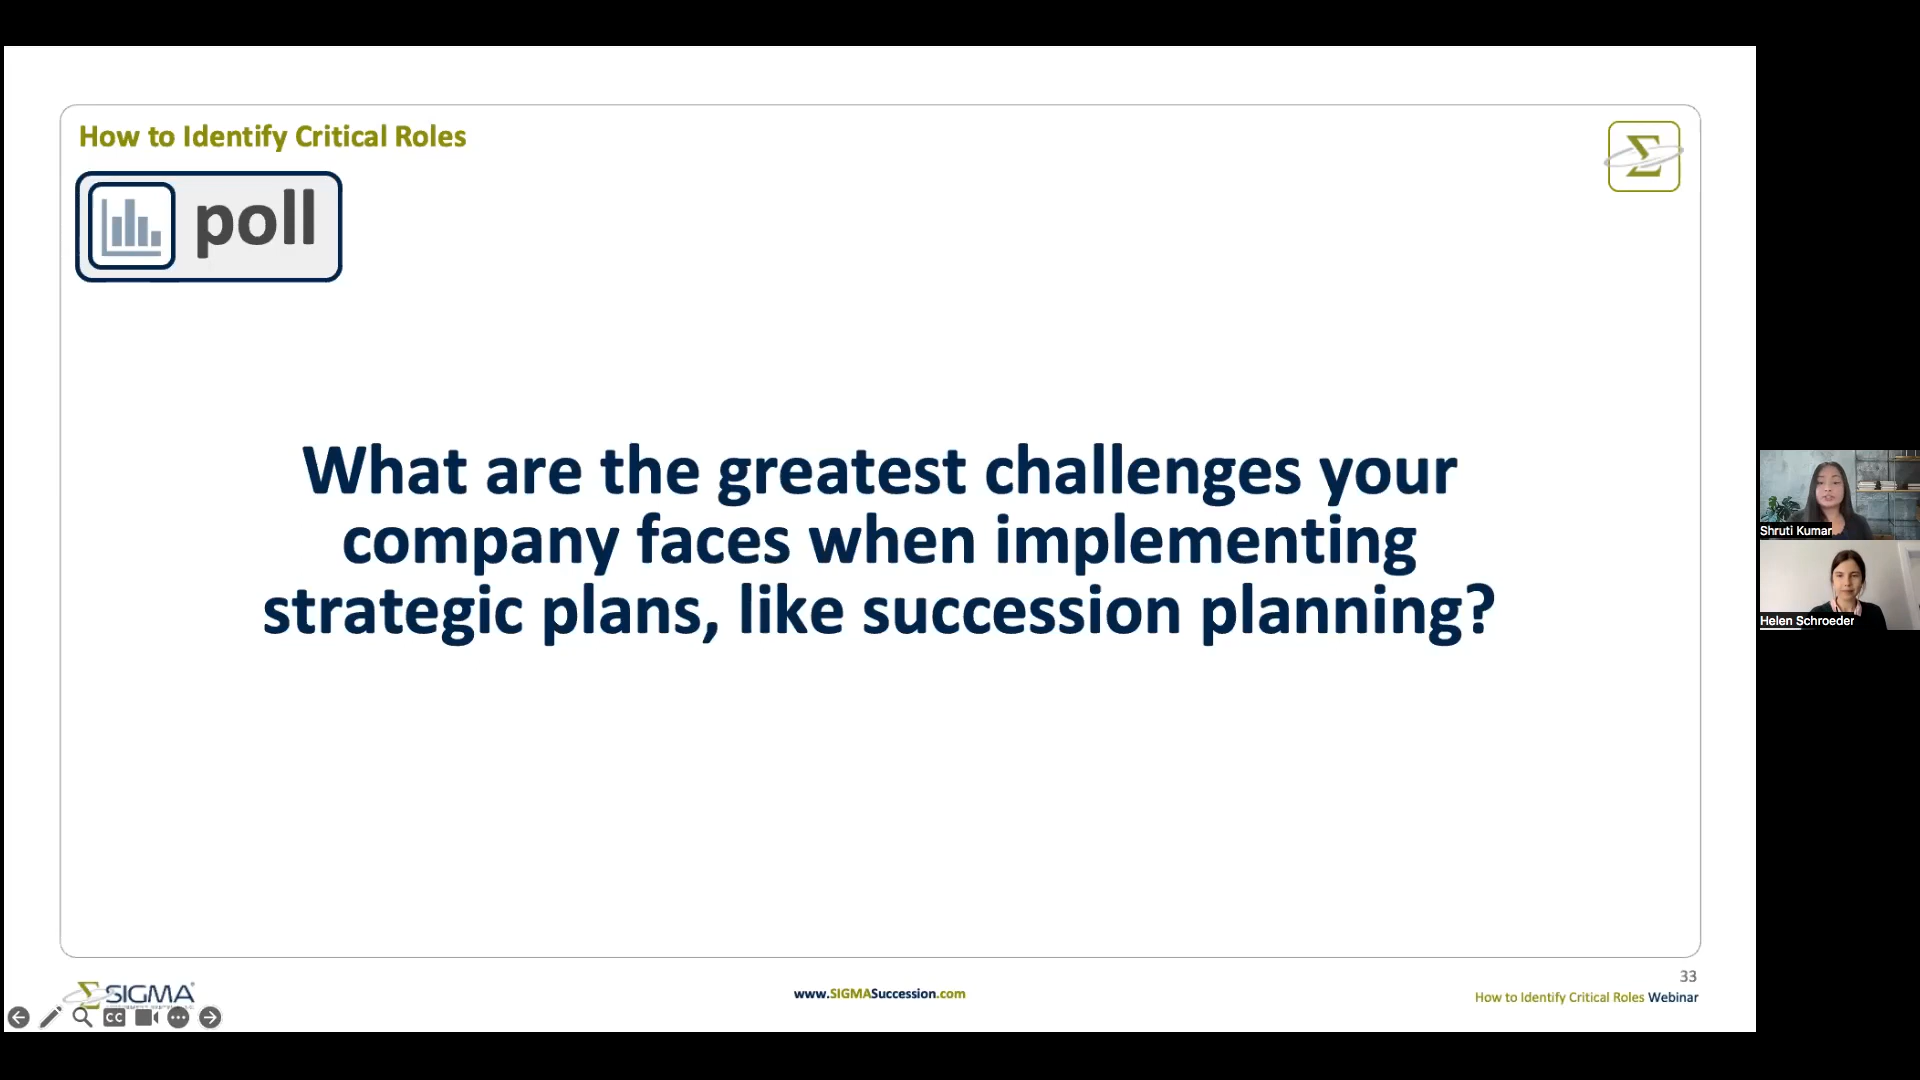 How to Identify Critical Roles
poll
What are the greatest challenges your
company faces when implementing
strategic plans, like succession planning?
Shruti Kumar
Helen Schroeder
SIGMA
www.SIGMASuccession.com
33
How to Identify Critical Roles Webinar
CC